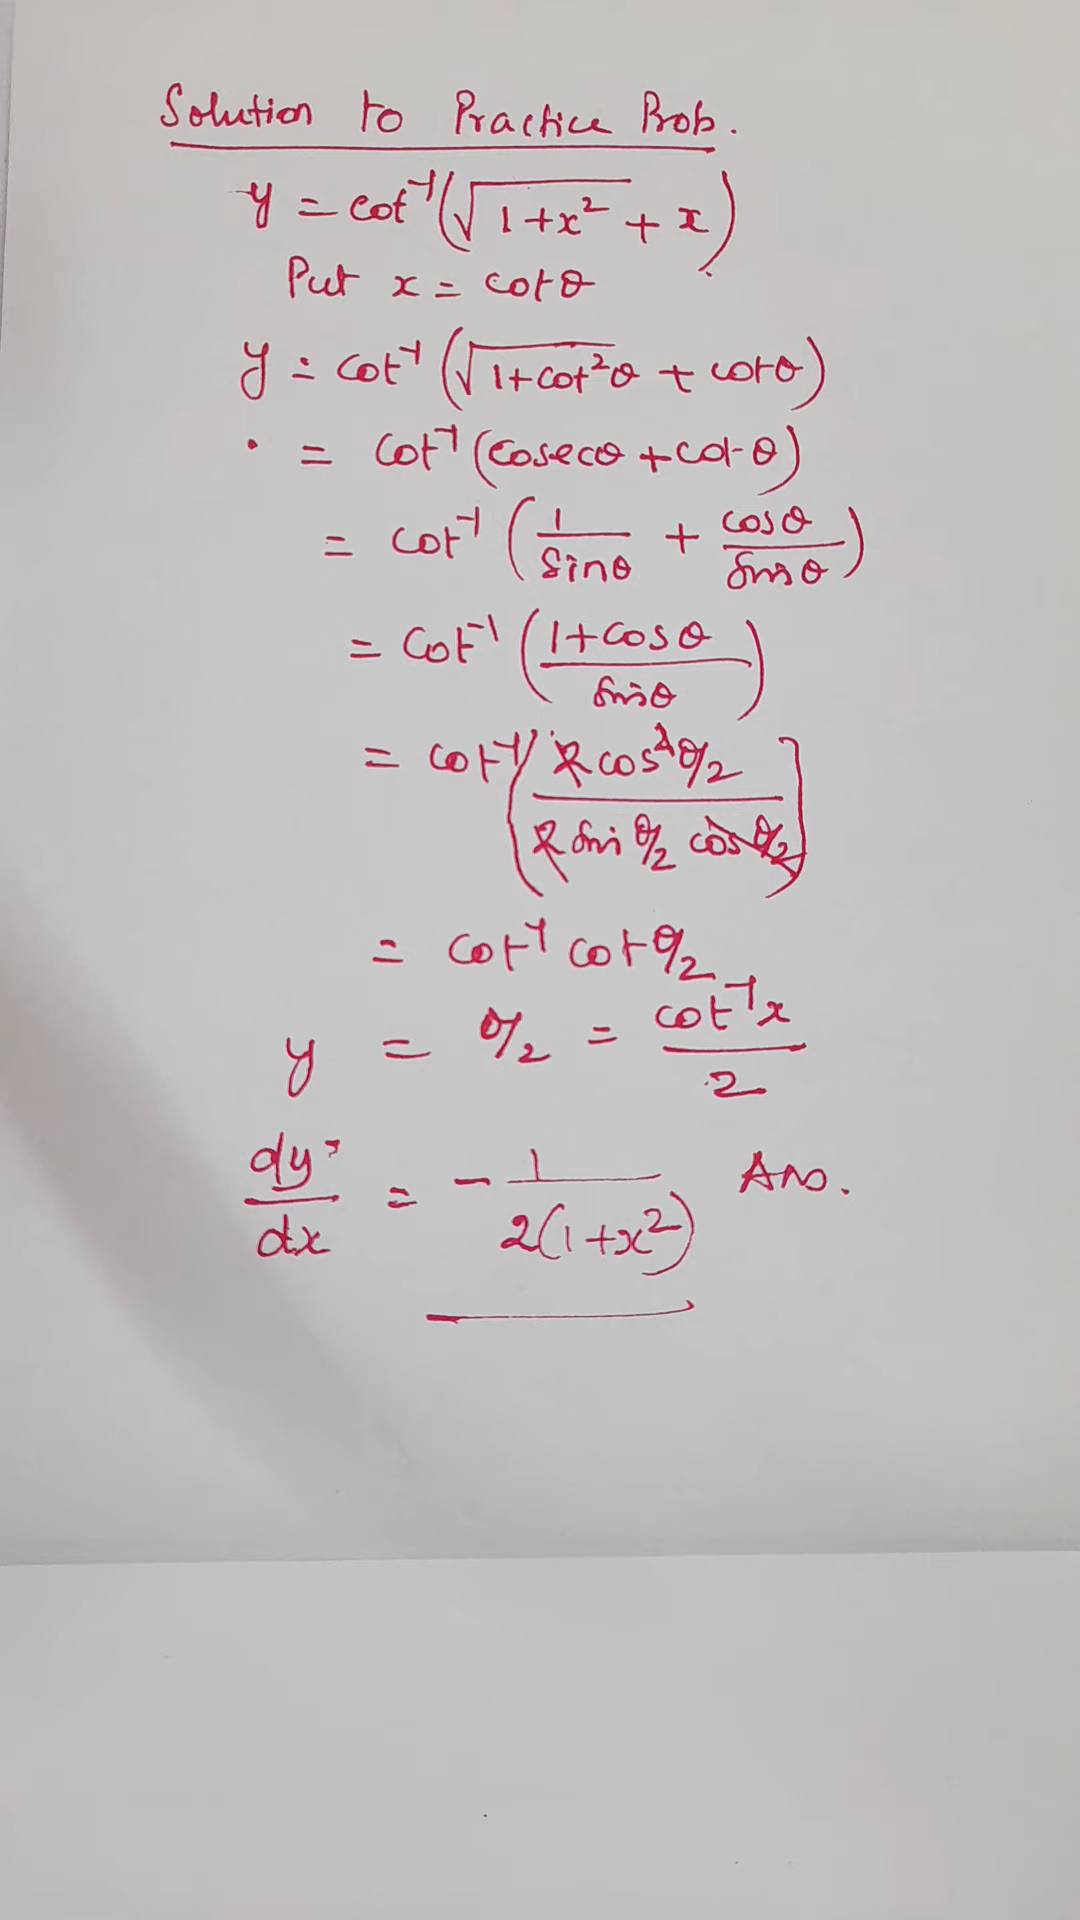 Solution to Practice Prob.
y = cot⁻¹(√(1+x²) + x)
Put x = cotθ
y = cot⁻¹(√(1+cot²θ) + cotθ)
= cot⁻¹(cosecθ + cotθ)
= cot⁻¹(1/sinθ + cosθ/sinθ)
= cot⁻¹((1+cosθ)/sinθ)
= cot⁻¹(2cos²θ/2 / 2sinθ/2 cosθ/2)
= cot⁻¹ cotθ/2
y = θ/2 = cot⁻¹x/2
dy/dx = -1/2(1+x²) Ans.